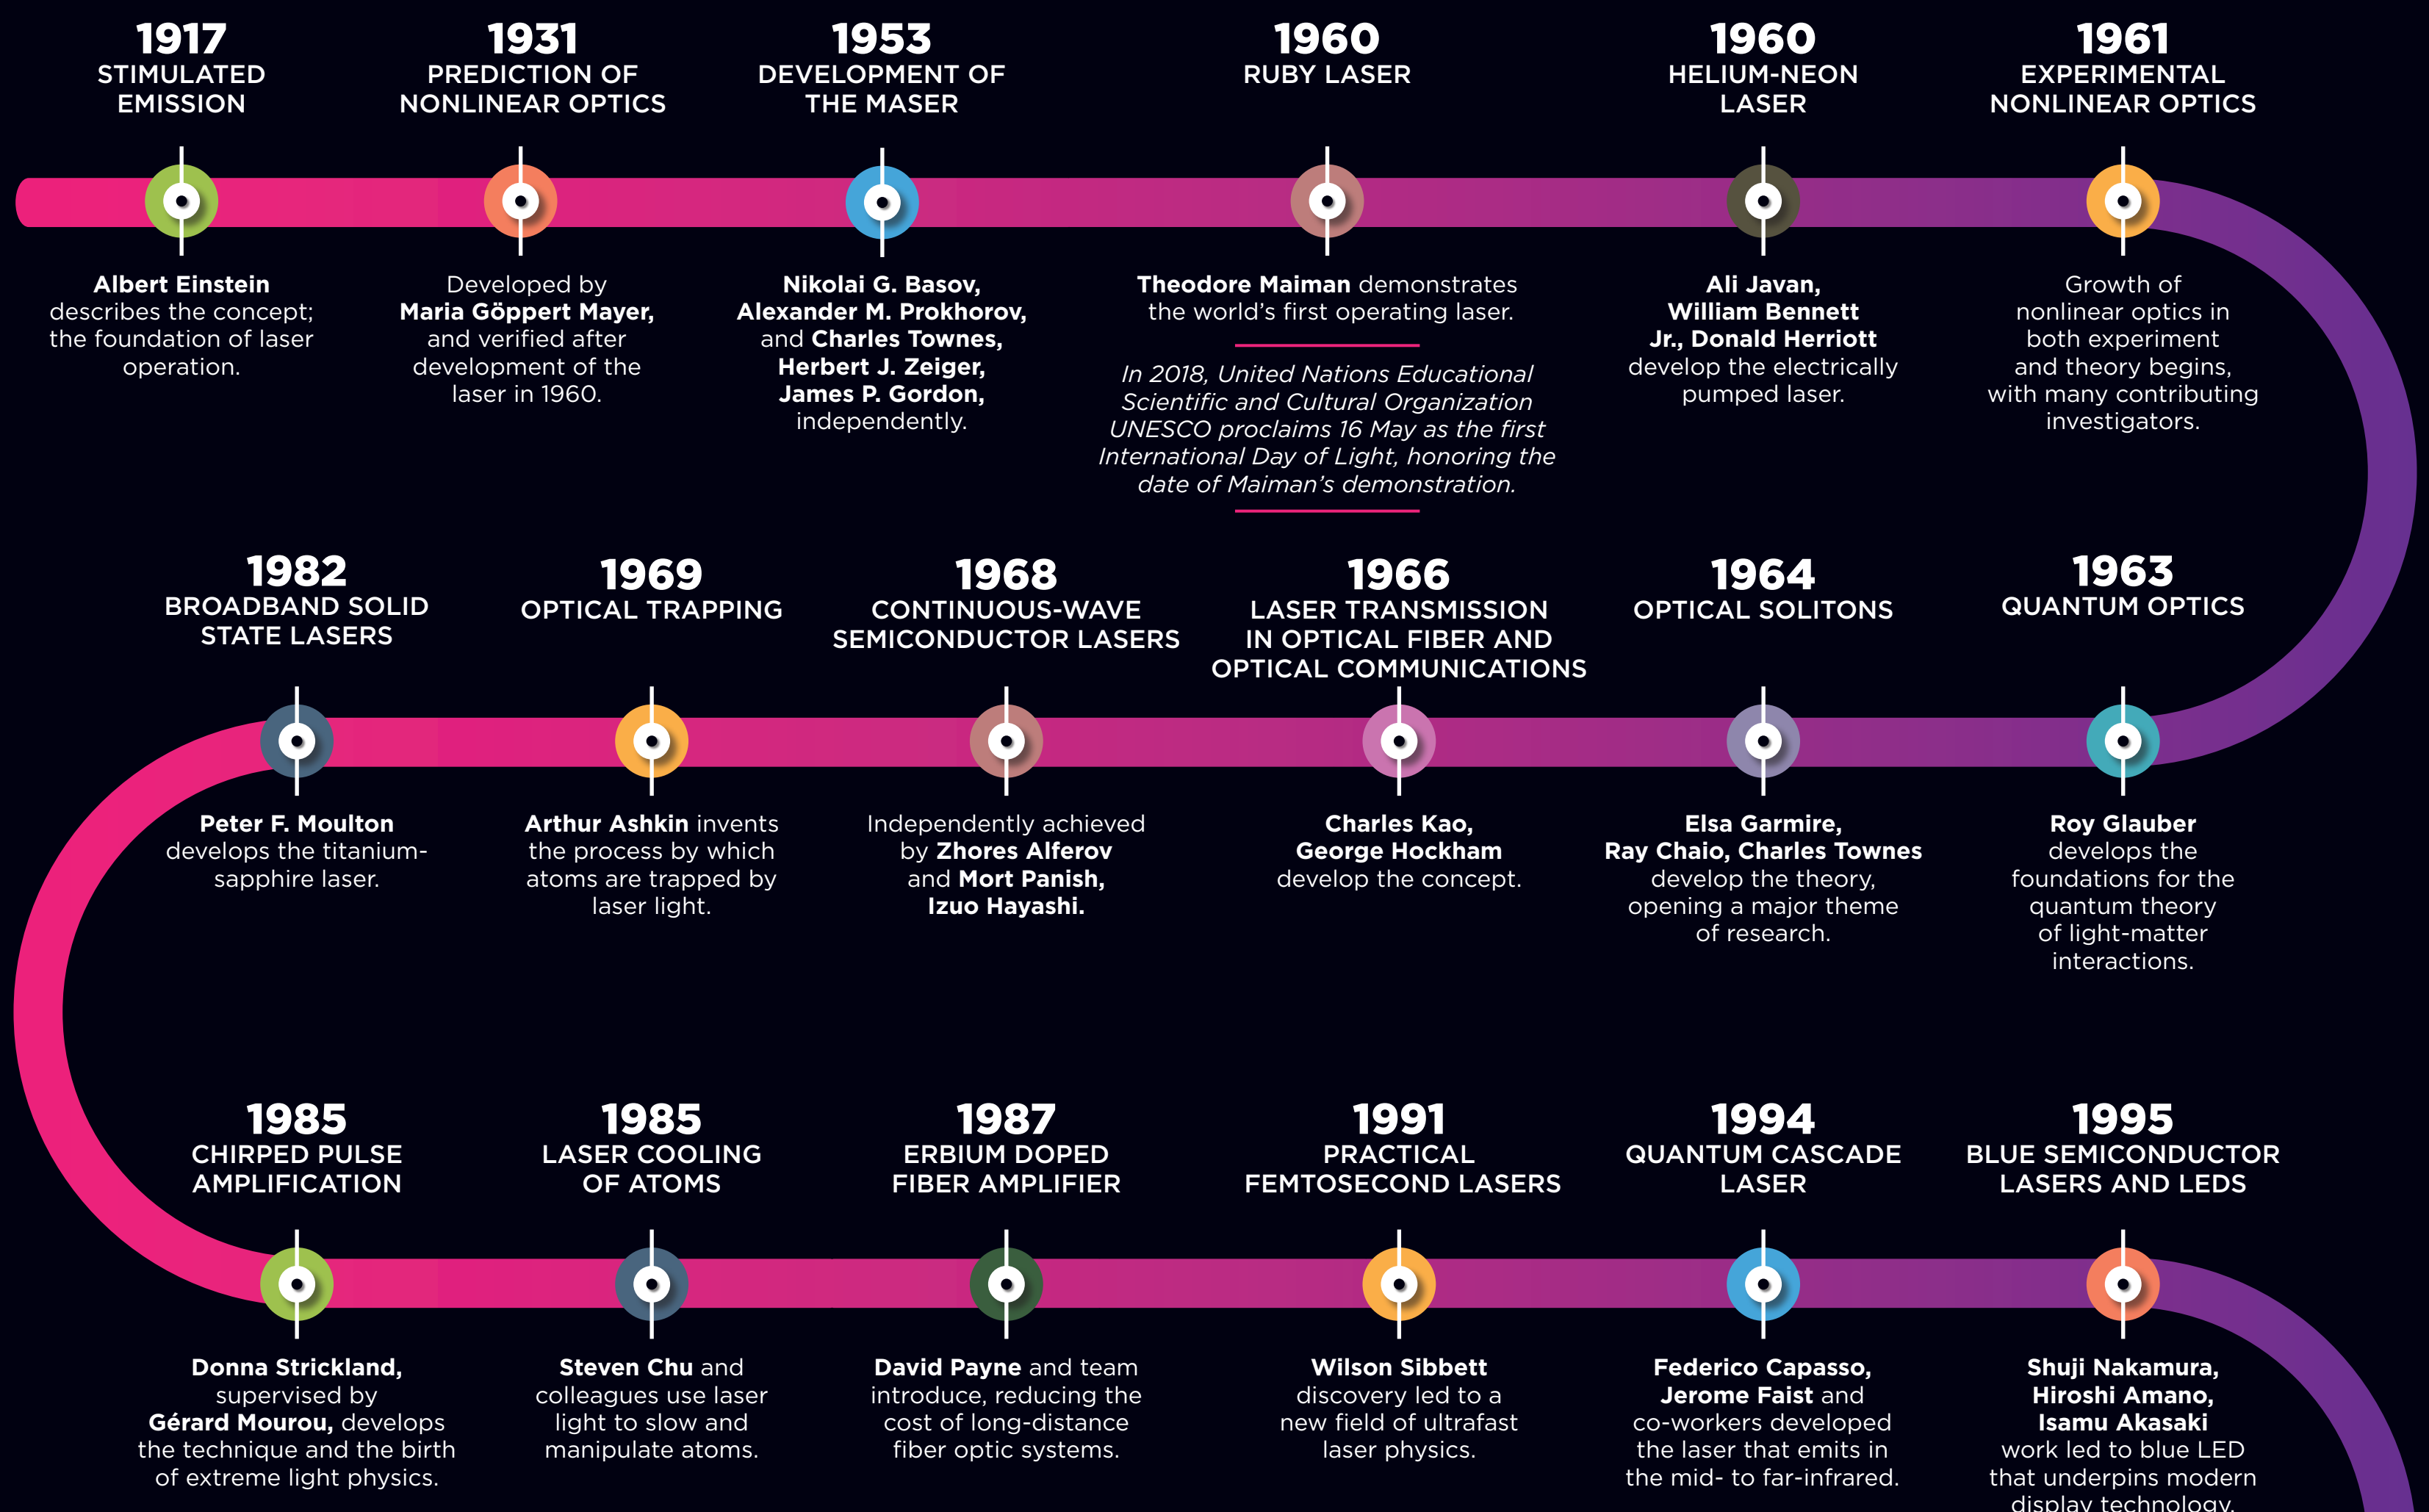 1917
STIMULATED
EMISSION
Albert Einstein
describes the concept;
the foundation of laser
operation.
1931
PREDICTION OF
NONLINEAR OPTICS
Developed by
Maria Göppert Mayer,
and verified after
development of the
laser in 1960.
1953
DEVELOPMENT OF
THE MASER
Nikolai G. Basov,
Alexander M. Prokhorov,
and Charles Townes,
Herbert J. Zeiger,
James P. Gordon,
independently.
1960
RUBY LASER
Theodore Maiman demonstrates
the world's first operating laser.
In 2018, United Nations Educational
Scientific and Cultural Organization
UNESCO proclaims 16 May as the first
International Day of Light, honoring the
date of Maiman's demonstration.
1960
HELIUM-NEON
LASER
Ali Javan,
William Bennett
Jr., Donald Herriott
develop the electrically
pumped laser.
1961
EXPERIMENTAL
NONLINEAR OPTICS
Growth of
nonlinear optics in
both experiment
and theory begins,
with many contributing
investigators.
1963
QUANTUM OPTICS
Roy Glauber
develops the
foundations for the
quantum theory
of light-matter
interactions.
1964
OPTICAL SOLITONS
Elsa Garmire,
Ray Chaio, Charles Townes
develop the theory,
opening a major theme
of research.
1966
LASER TRANSMISSION
IN OPTICAL FIBER AND
OPTICAL COMMUNICATIONS
Charles Kao,
George Hockham
develop the concept.
1968
CONTINUOUS-WAVE
SEMICONDUCTOR LASERS
Independently achieved
by Zhores Alferov
and Mort Panish,
Izuo Hayashi.
1969
OPTICAL TRAPPING
Arthur Ashkin invents
the process by which
atoms are trapped by
laser light.
1982
BROADBAND SOLID
STATE LASERS
Peter F. Moulton
develops the titanium-
sapphire laser.
1985
CHIRPED PULSE
AMPLIFICATION
Donna Strickland,
supervised by
Gérard Mourou, develops
the technique and the birth
of extreme light physics.
1985
LASER COOLING
OF ATOMS
Steven Chu and
colleagues use laser
light to slow and
manipulate atoms.
1987
ERBIUM DOPED
FIBER AMPLIFIER
David Payne and team
introduce, reducing the
cost of long-distance
fiber optic systems.
1991
PRACTICAL
FEMTOSECOND LASERS
Wilson Sibbett
discovery led to a
new field of ultrafast
laser physics.
1994
QUANTUM CASCADE
LASER
Federico Capasso,
Jerome Faist and
co-workers developed
the laser that emits in
the mid- to far-infrared.
1995
BLUE SEMICONDUCTOR
LASERS AND LEDS
Shuji Nakamura,
Hiroshi Amano,
Isamu Akasaki
work led to blue LED
that underpins modern
display technology.